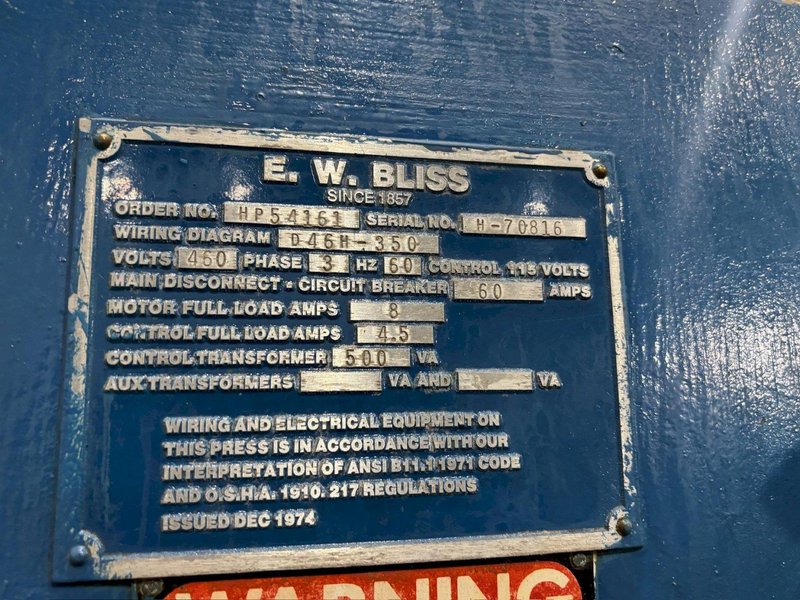 E. W. BLISS
SINCE 1857
ORDER NO. HP54161 SERIAL NO. H-70816
WIRING DIAGRAM D46H-350
VOLTS 460 PHASE 3 HZ 60 CONTROL 115 VOLTS
MAIN DISCONNECT - CIRCUIT BREAKER 60 AMPS
MOTOR FULL LOAD AMPS 8
CONTROL FULL LOAD AMPS 4.5
CONTROL TRANSFORMER 500 VA
AUX TRANSFORMERS VA AND VA
WIRING AND ELECTRICAL EQUIPMENT ON
THIS PRESS IS IN ACCORDANCE WITH OUR
INTERPRETATION OF ANSI B11.1 1971 CODE
AND O.S.H.A. 1910. 217 REGULATIONS
ISSUED DEC 1974
WARNING